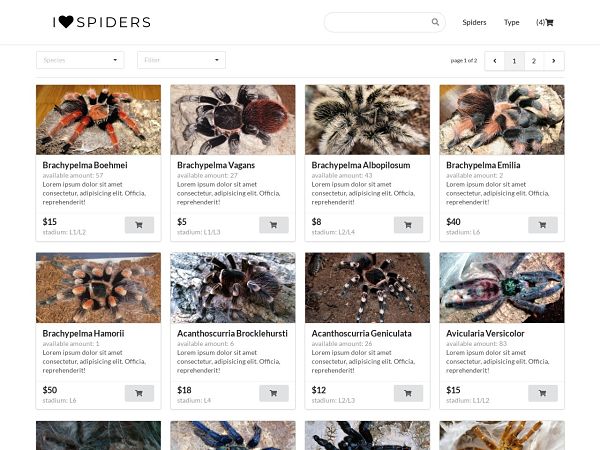 I SPIDERS
Spiders Type (4)
Species Filter page 1 of 2 1 2
Brachypelma Boehmei
available amount: 57
Lorem ipsum dolor sit amet
consectetur, adipisicing elit. Officia,
reprehenderit!
$15
stadium: L1/L2
Brachypelma Vagans
available amount: 27
Lorem ipsum dolor sit amet
consectetur, adipisicing elit. Officia,
reprehenderit!
$5
stadium: L1/L3
Brachypelma Albopilosum
available amount: 43
Lorem ipsum dolor sit amet
consectetur, adipisicing elit. Officia,
reprehenderit!
$8
stadium: L2/L4
Brachypelma Emilia
available amount: 2
Lorem ipsum dolor sit amet
consectetur, adipisicing elit. Officia,
reprehenderit!
$40
stadium: L6
Brachypelma Hamorii
available amount: 1
Lorem ipsum dolor sit amet
consectetur, adipisicing elit. Officia,
reprehenderit!
$50
stadium: L6
Acanthoscurria Brocklehursti
available amount: 6
Lorem ipsum dolor sit amet
consectetur, adipisicing elit. Officia,
reprehenderit!
$18
stadium: L4
Acanthoscurria Geniculata
available amount: 26
Lorem ipsum dolor sit amet
consectetur, adipisicing elit. Officia,
reprehenderit!
$12
stadium: L2/L3
Avicularia Versicolor
available amount: 83
Lorem ipsum dolor sit amet
consectetur, adipisicing elit. Officia,
reprehenderit!
$15
stadium: L1/L2